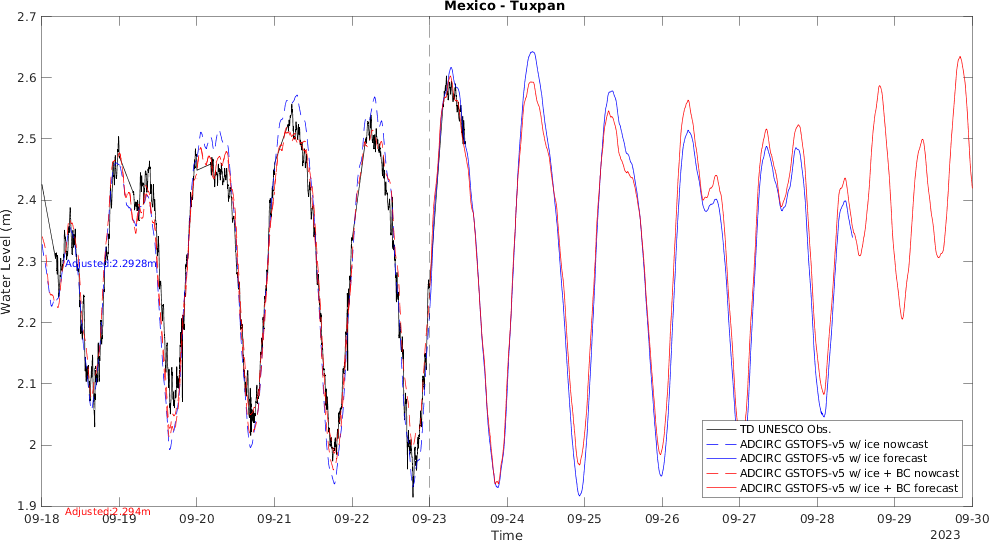 Mexico - Tuxpan
2.7
2.6
2.5
2.4
2.3
2.2
2.1
2
1.9
Water Level (m)
Adjusted:2.2928m
Adjusted:2.294m
TD UNESCO Obs.
ADCIRC GSTOFS-v5 w/ ice nowcast
ADCIRC GSTOFS-v5 w/ ice forecast
ADCIRC GSTOFS-v5 w/ ice + BC nowcast
ADCIRC GSTOFS-v5 w/ ice + BC forecast
09-18 09-19 09-20 09-21 09-22 09-23 09-24 09-25 09-26 09-27 09-28 09-29 09-30
Time
2023